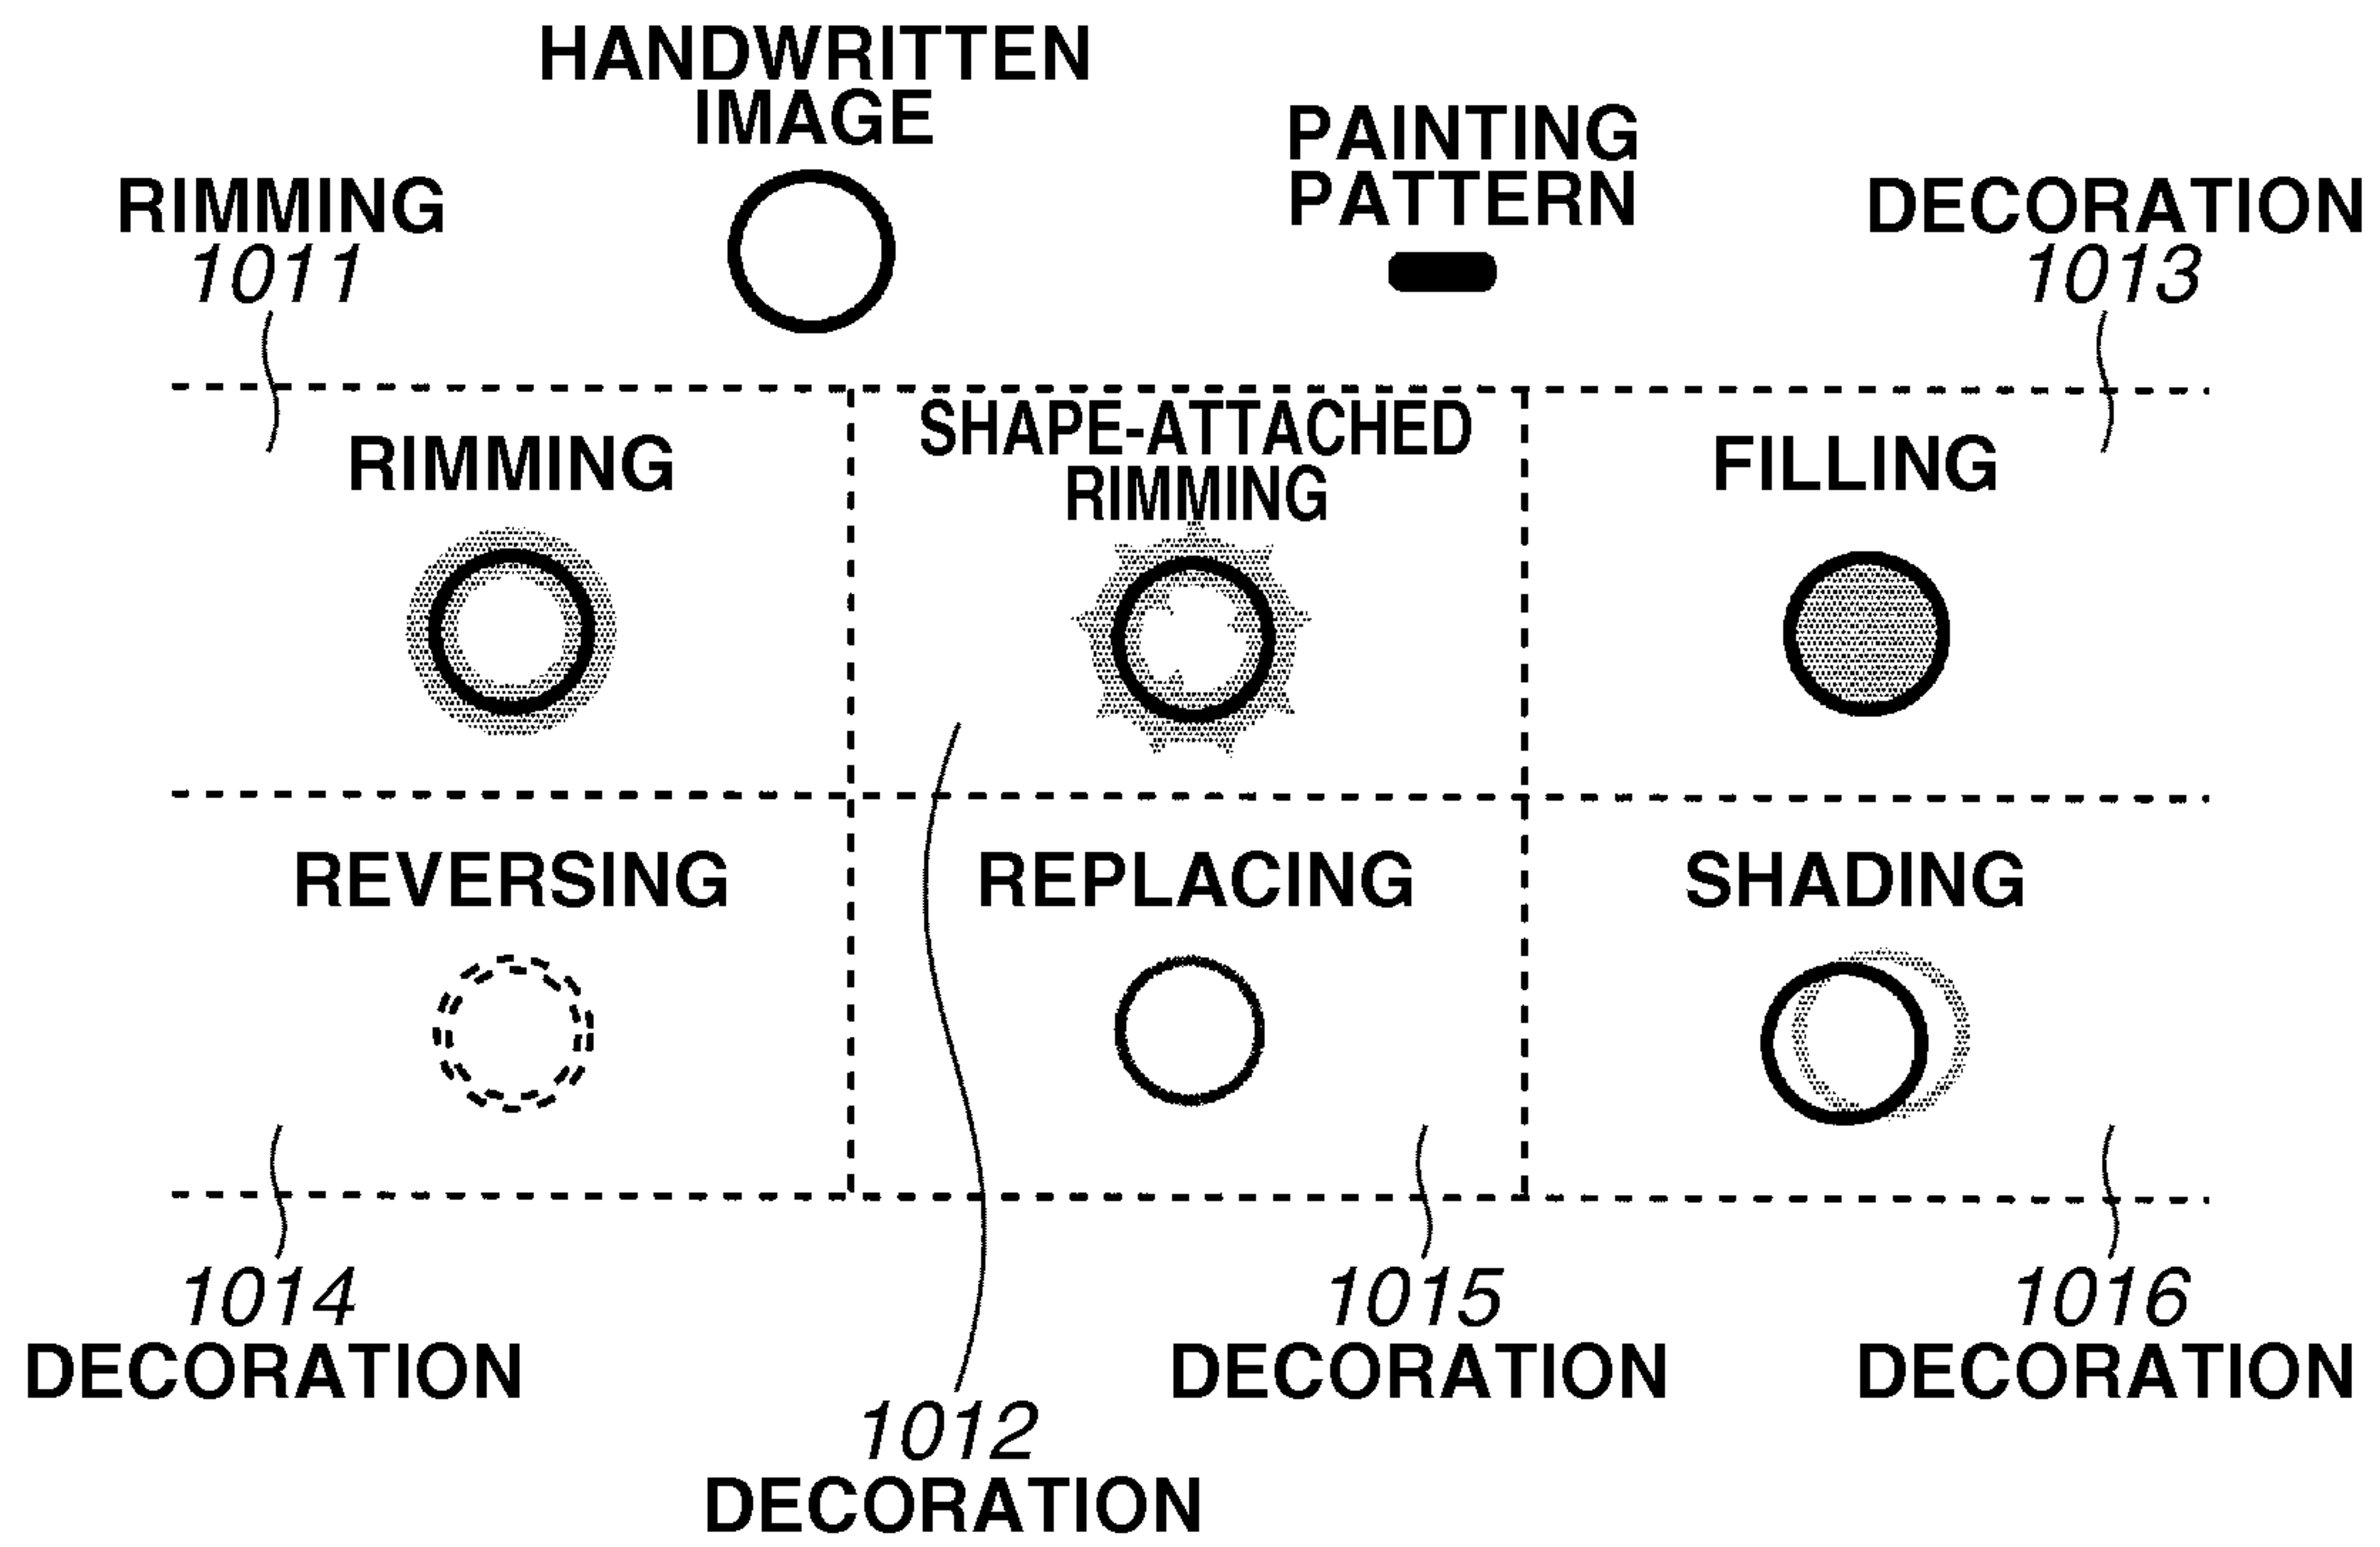 HANDWRITTEN
IMAGE
PAINTING
PATTERN
RIMMING
1011
DECORATION
1013
RIMMING
SHAPE-ATTACHED
RIMMING
FILLING
REVERSING
REPLACING
SHADING
1014
DECORATION
1012
DECORATION
1015
DECORATION
1016
DECORATION